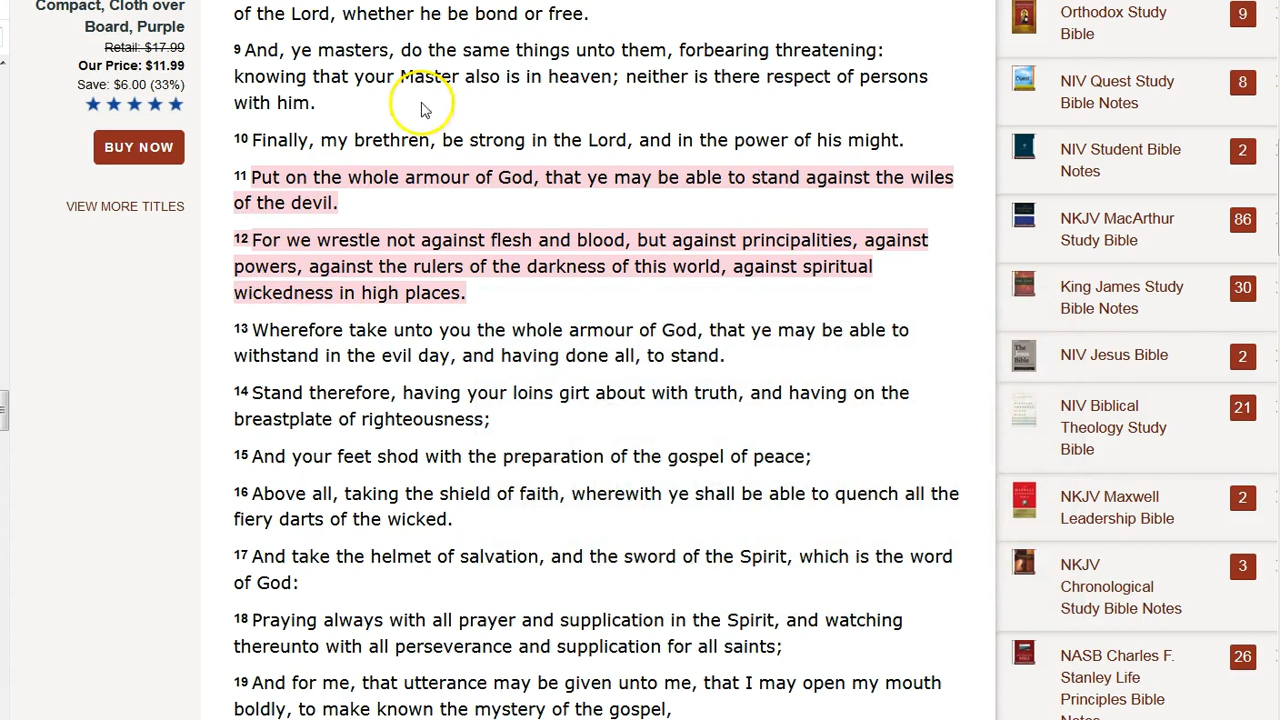 Compact, Cloth over
Board, Purple
Retail: $17.99
Our Price: $11.99
Save: $6.00 (33%)
BUY NOW
VIEW MORE TITLES
of the Lord, whether he be bond or free.
9 And, ye masters, do the same things unto them, forbearing threatening:
knowing that your Master also is in heaven; neither is there respect of persons
with him.
10 Finally, my brethren, be strong in the Lord, and in the power of his might.
11 Put on the whole armour of God, that ye may be able to stand against the wiles
of the devil.
12 For we wrestle not against flesh and blood, but against principalities, against
powers, against the rulers of the darkness of this world, against spiritual
wickedness in high places.
13 Wherefore take unto you the whole armour of God, that ye may be able to
withstand in the evil day, and having done all, to stand.
14 Stand therefore, having your loins girt about with truth, and having on the
breastplate of righteousness;
15 And your feet shod with the preparation of the gospel of peace;
16 Above all, taking the shield of faith, wherewith ye shall be able to quench all the
fiery darts of the wicked.
17 And take the helmet of salvation, and the sword of the Spirit, which is the word
of God:
18 Praying always with all prayer and supplication in the Spirit, and watching
thereunto with all perseverance and supplication for all saints;
19 And for me, that utterance may be given unto me, that I may open my mouth
boldly, to make known the mystery of the gospel,
Orthodox Study 9
Bible
NIV Quest Study 8
Bible Notes
NIV Student Bible 2
Notes
NKJV MacArthur 86
Study Bible
King James Study 30
Bible Notes
NIV Jesus Bible 2
NIV Biblical 21
Theology Study
Bible
NKJV Maxwell 2
Leadership Bible
NKJV 3
Chronological
Study Bible Notes
NASB Charles F. 26
Stanley Life
Principles Bible